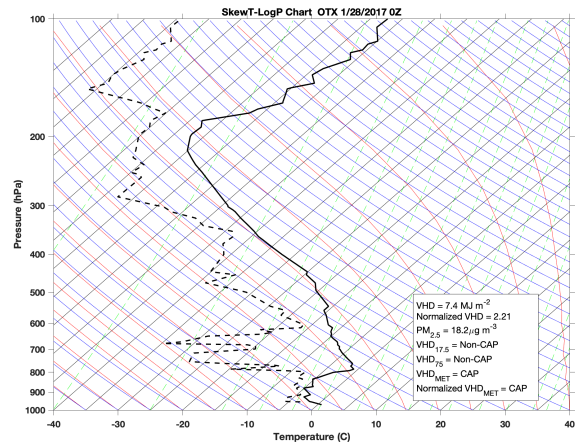 SkewT-LogP Chart OTX 1/28/2017 0Z
Pressure (hPa)
100
200
300
400
500
600
700
800
900
1000
VHD = 7.4 MJ m-2
Normalized VHD = 2.21
PM2.5 = 18.2μg m-3
VHD17.5 = Non-CAP
VHD75 = Non-CAP
VHDMET = CAP
Normalized VHDMET = CAP
-40 -30 -20 -10 0 10 20 30 40
Temperature (C)